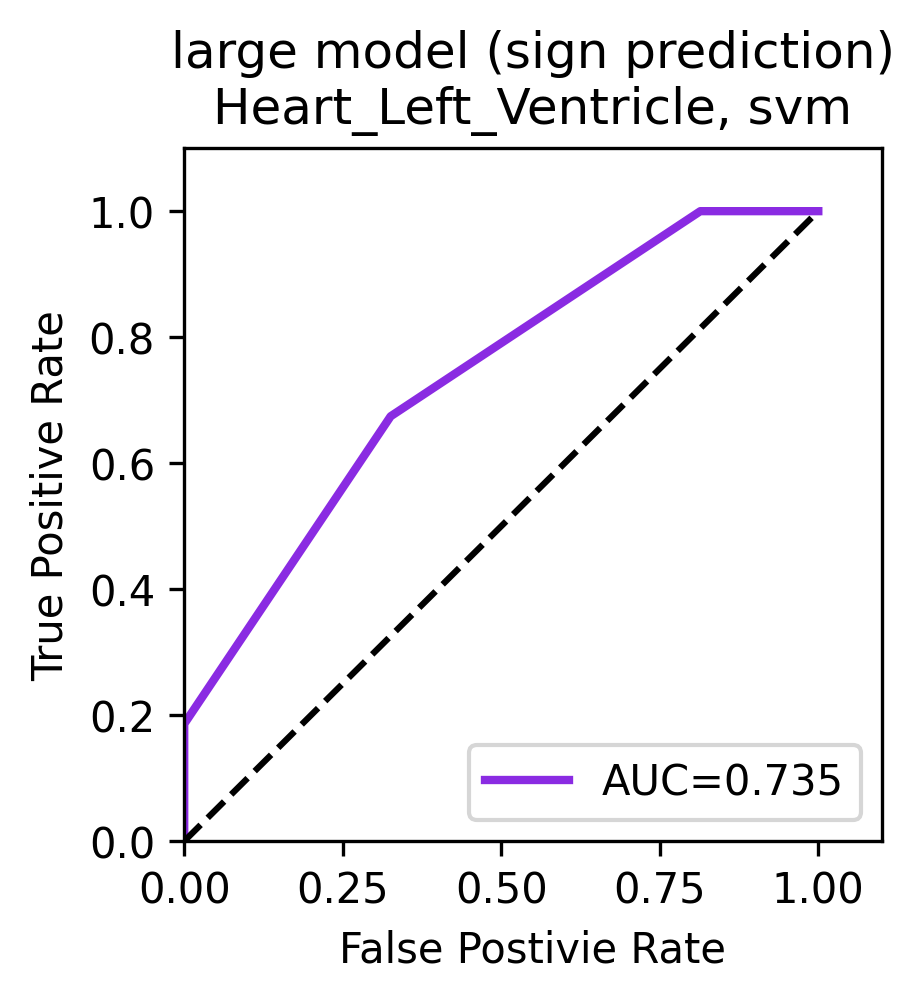 large model (sign prediction)
Heart_Left_Ventricle, svm
True Positive Rate
1.0
0.8
0.6
0.4
0.2
0.0
AUC=0.735
0.00 0.25 0.50 0.75 1.00
False Postivie Rate